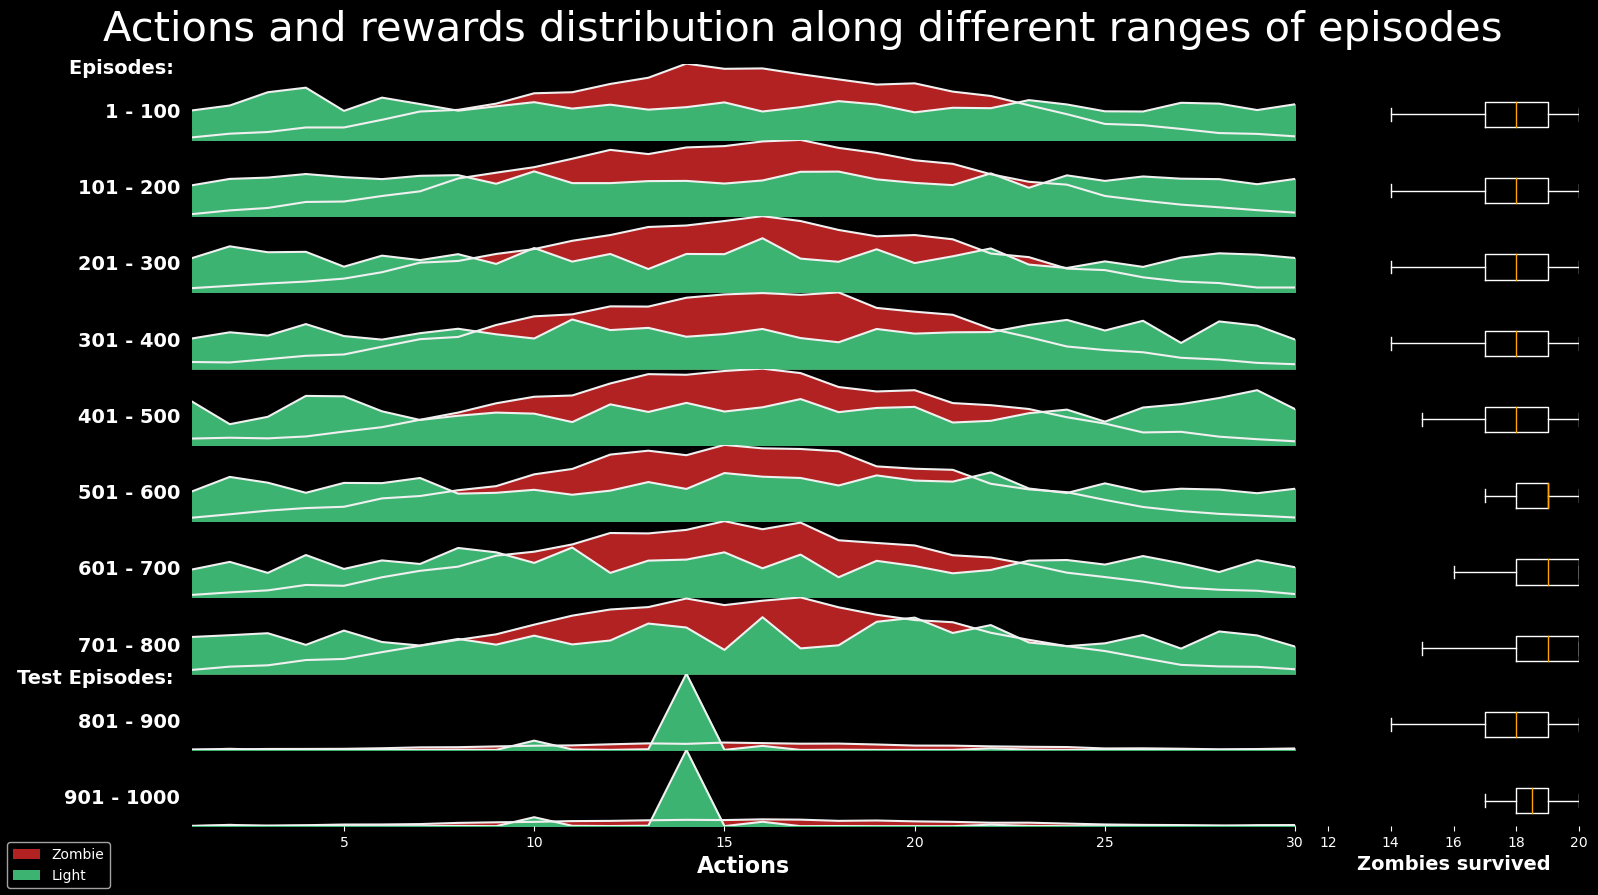 Actions and rewards distribution along different ranges of episodes
Episodes:
1 - 100
101 - 200
201 - 300
301 - 400
401 - 500
501 - 600
601 - 700
701 - 800
Test Episodes:
801 - 900
901 - 1000
5 10 15 20 25 30 12 14 16 18 20
Actions
Zombies survived
Zombie
Light